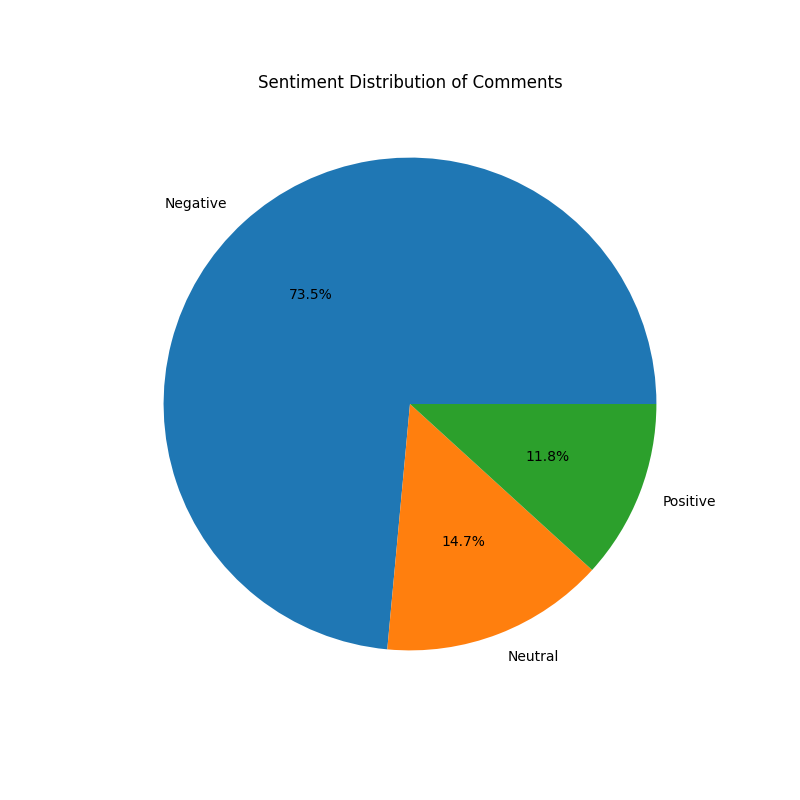 Sentiment Distribution of Comments
Negative
73.5%
11.8%
Positive
14.7%
Neutral